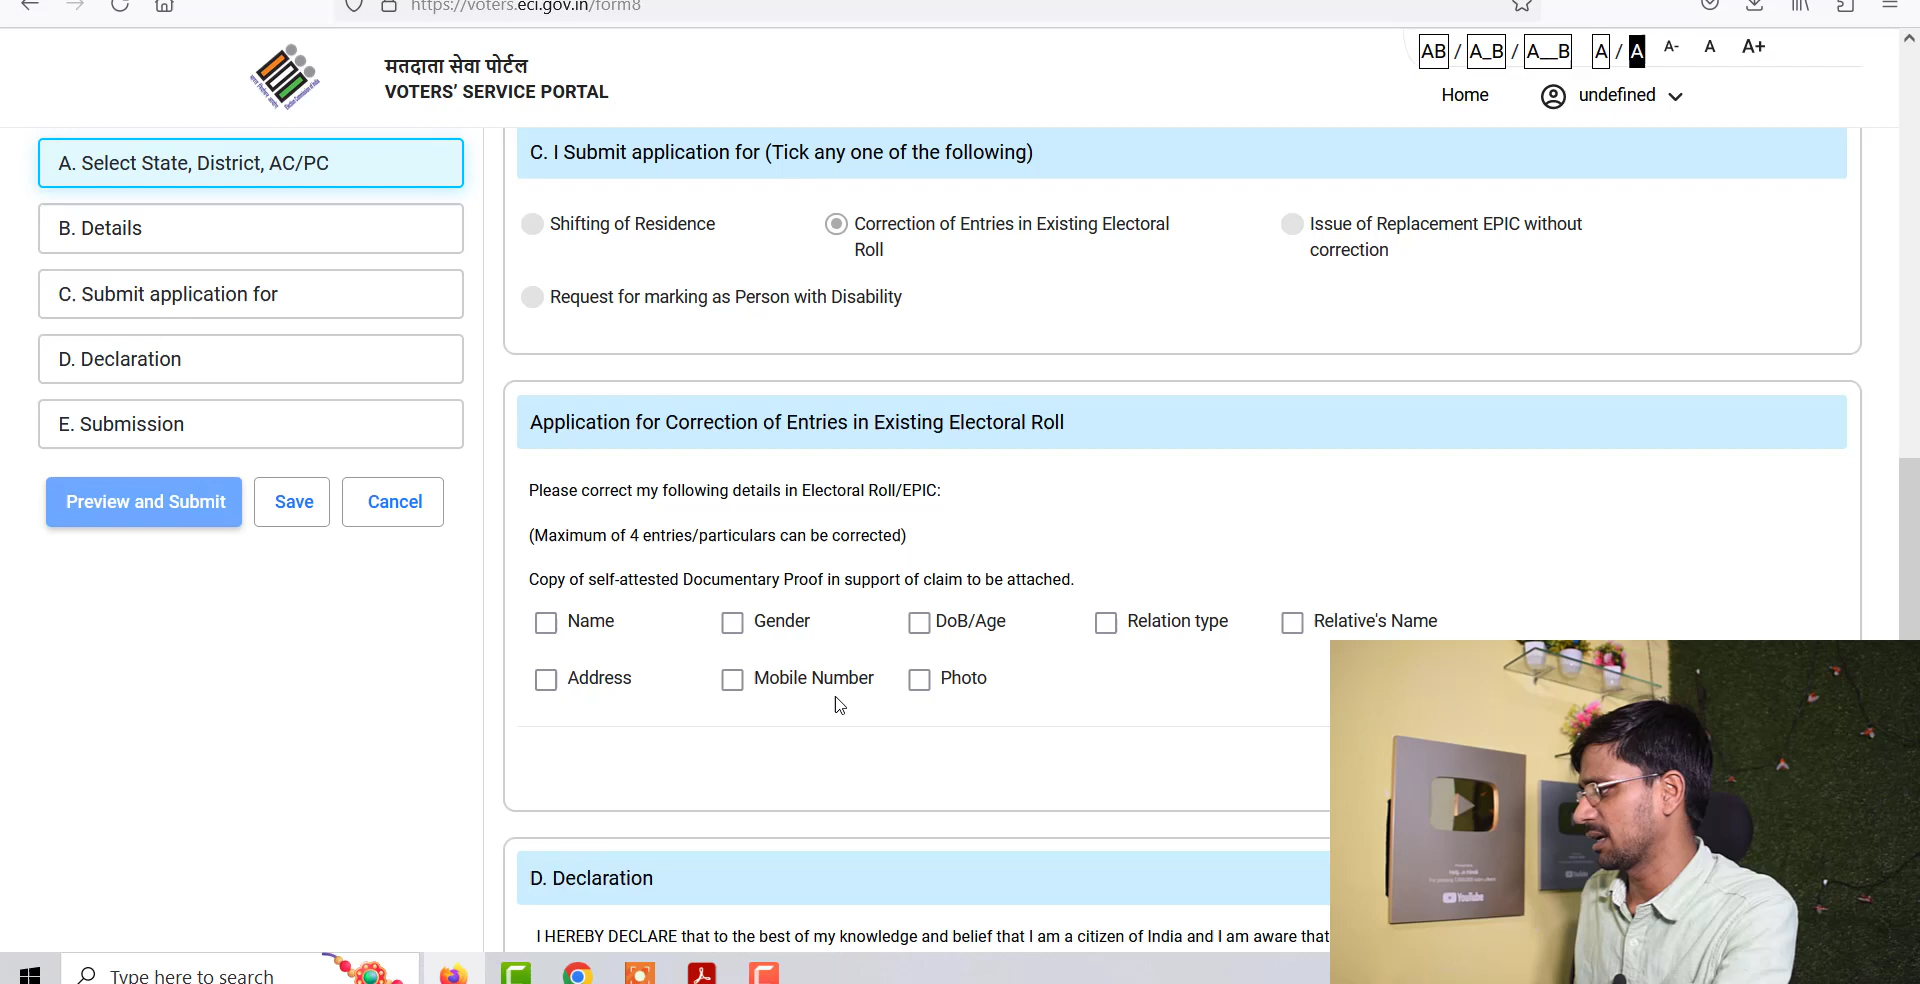 https://voters.eci.gov.in/form8
मतदाता सेवा पोर्टल
VOTERS' SERVICE PORTAL
AB / A_B / A__B A / A A- A A+
Home undefined
A. Select State, District, AC/PC
B. Details
C. Submit application for
D. Declaration
E. Submission
Preview and Submit Save Cancel
C. I Submit application for (Tick any one of the following)
Shifting of Residence
Correction of Entries in Existing Electoral
Roll
Issue of Replacement EPIC without
correction
Request for marking as Person with Disability
Application for Correction of Entries in Existing Electoral Roll
Please correct my following details in Electoral Roll/EPIC:
(Maximum of 4 entries/particulars can be corrected)
Copy of self-attested Documentary Proof in support of claim to be attached.
Name Gender DoB/Age Relation type Relative's Name
Address Mobile Number Photo
D. Declaration
I HEREBY DECLARE that to the best of my knowledge and belief that I am a citizen of India and I am aware that
YouTube
Type here to search